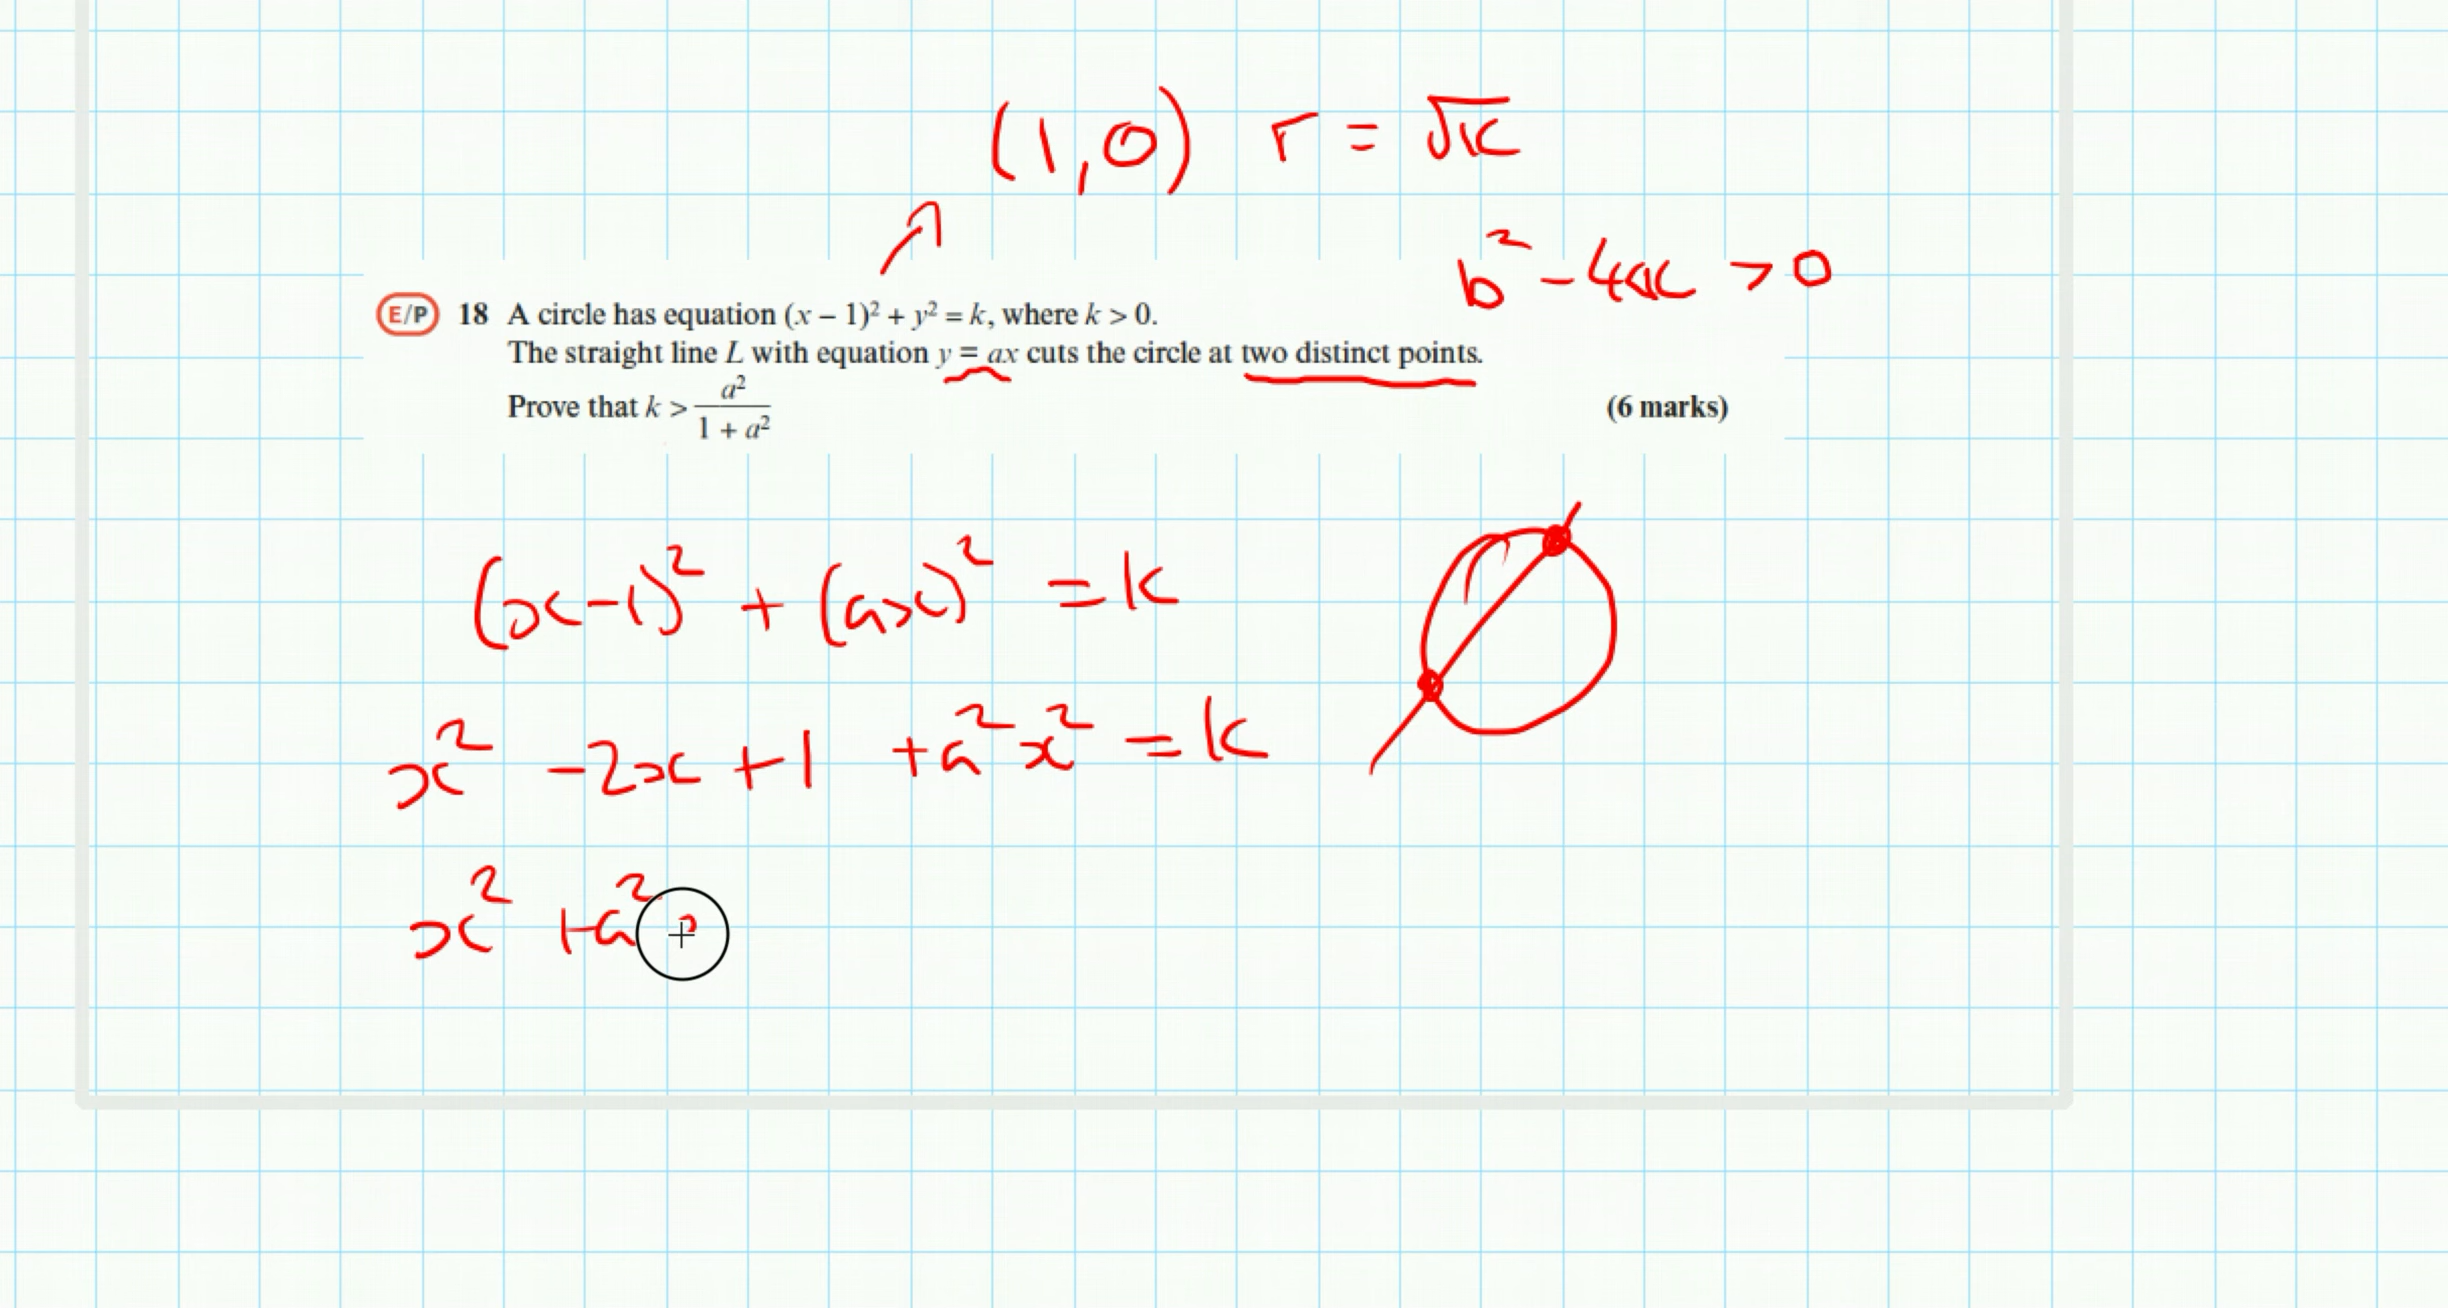 (1,0) r = √k
b² - 4ac > 0
E/P 18 A circle has equation (x – 1)² + y² = k, where k > 0.
The straight line L with equation y = ax cuts the circle at two distinct points.
Prove that k > a²/(1 + a²) (6 marks)
(x-1)² + (ax)² = k
x² -2x +1 +a²x² = k
x² +a²